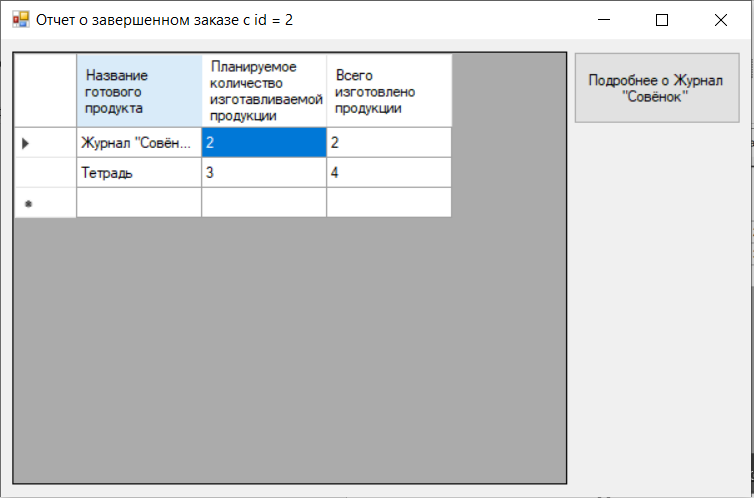 Отчет о завершенном заказе с id = 2
Название
готового
продукта
Планируемое
количество
изготавливаемой
продукции
Всего
изготовлено
продукции
Журнал "Совён...
2
2
Тетрадь
3
4
Подробнее о Журнал
"Совёнок"